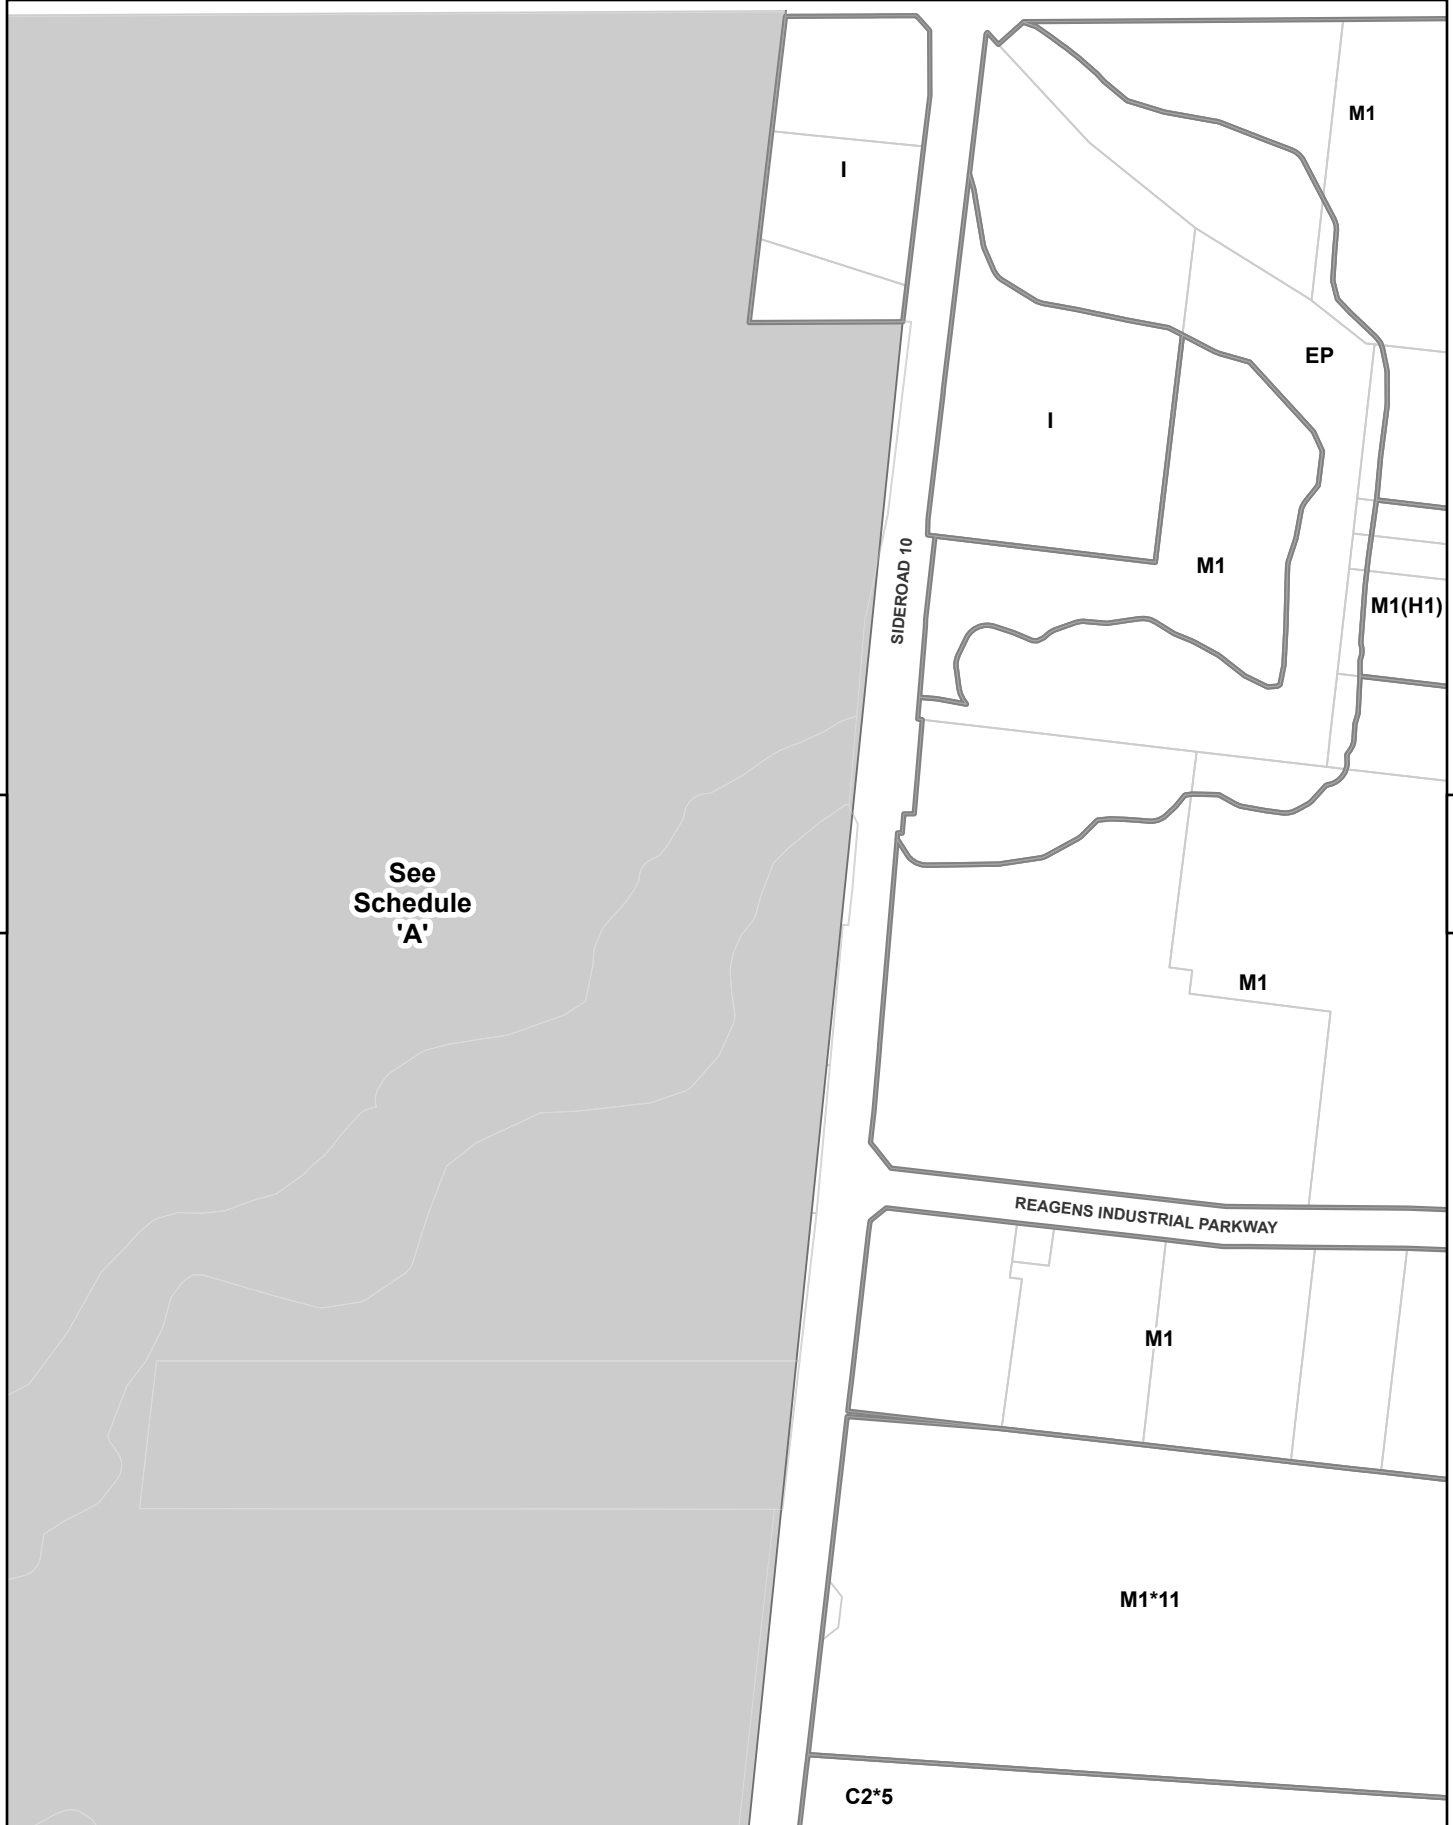 M1
I
EP
I
SIDEROAD 10
M1
M1(H1)
See
Schedule
'A'
M1
REAGENS INDUSTRIAL PARKWAY
M1
M1*11
C2*5